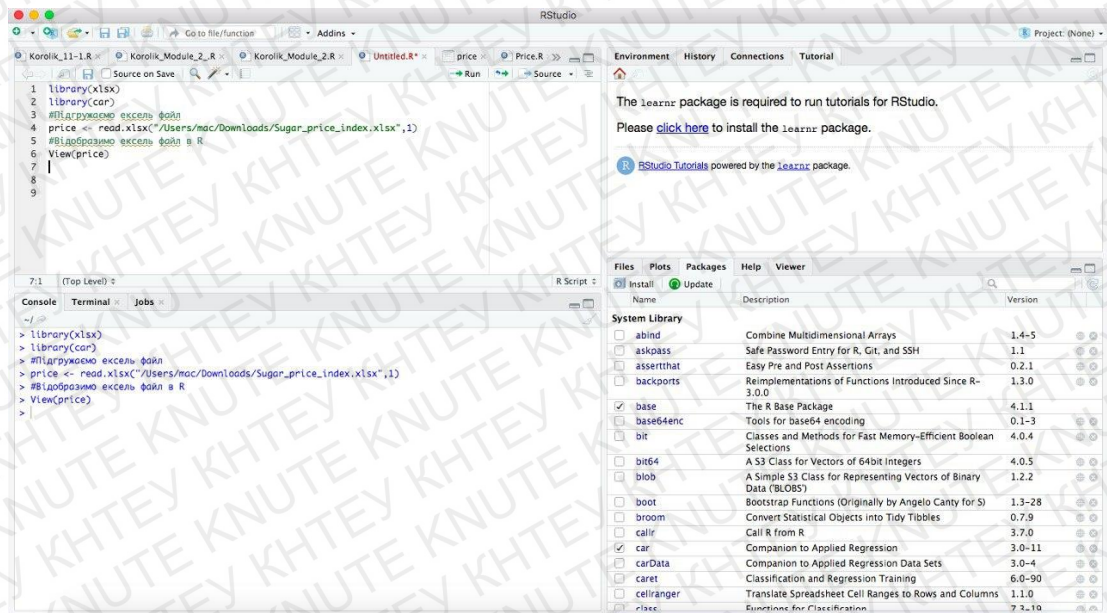 RStudio
Go to file/function
Addins
Project: (None)
Korolik_11-1.R
Korolik_Module_2_.R
Korolik_Module_2.R
Untitled.R*
price
Price.R
Source on Save
Run
Source
1 library(xlsx)
2 library(car)
3 #Підгружаємо ексель файл
4 price <- read.xlsx("/Users/mac/Downloads/Sugar_price_index.xlsx",1)
5 #Відобразимо ексель файл в R
6 View(price)
7
8
9
7:1 (Top Level) R Script
Console Terminal Jobs
~/
> library(xlsx)
> library(car)
> #Підгружаємо ексель файл
> price <- read.xlsx("/Users/mac/Downloads/Sugar_price_index.xlsx",1)
> #Відобразимо ексель файл в R
> View(price)
>
Environment History Connections Tutorial
The learnr package is required to run tutorials for RStudio.
Please click here to install the learnr package.
RStudio Tutorials powered by the learnr package.
Files Plots Packages Help Viewer
Install Update
Name Description Version
System Library
abind Combine Multidimensional Arrays 1.4-5
askpass Safe Password Entry for R, Git, and SSH 1.1
assertthat Easy Pre and Post Assertions 0.2.1
backports Reimplementations of Functions Introduced Since R-
3.0.0 1.3.0
base The R Base Package 4.1.1
base64enc Tools for base64 encoding 0.1-3
bit Classes and Methods for Fast Memory-Efficient Boolean
Selections 4.0.4
bit64 A S3 Class for Vectors of 64bit Integers 4.0.5
blob A Simple S3 Class for Representing Vectors of Binary
Data ('BLOBS') 1.2.2
boot Bootstrap Functions (Originally by Angelo Canty for S) 1.3-28
broom Convert Statistical Objects into Tidy Tibbles 0.7.9
callr Call R from R 3.7.0
car Companion to Applied Regression 3.0-11
carData Companion to Applied Regression Data Sets 3.0-4
caret Classification and Regression Training 6.0-90
cellranger Translate Spreadsheet Cell Ranges to Rows and Columns 1.1.0
class Functions for Classification 7.3-19
KNUTE KHTEY